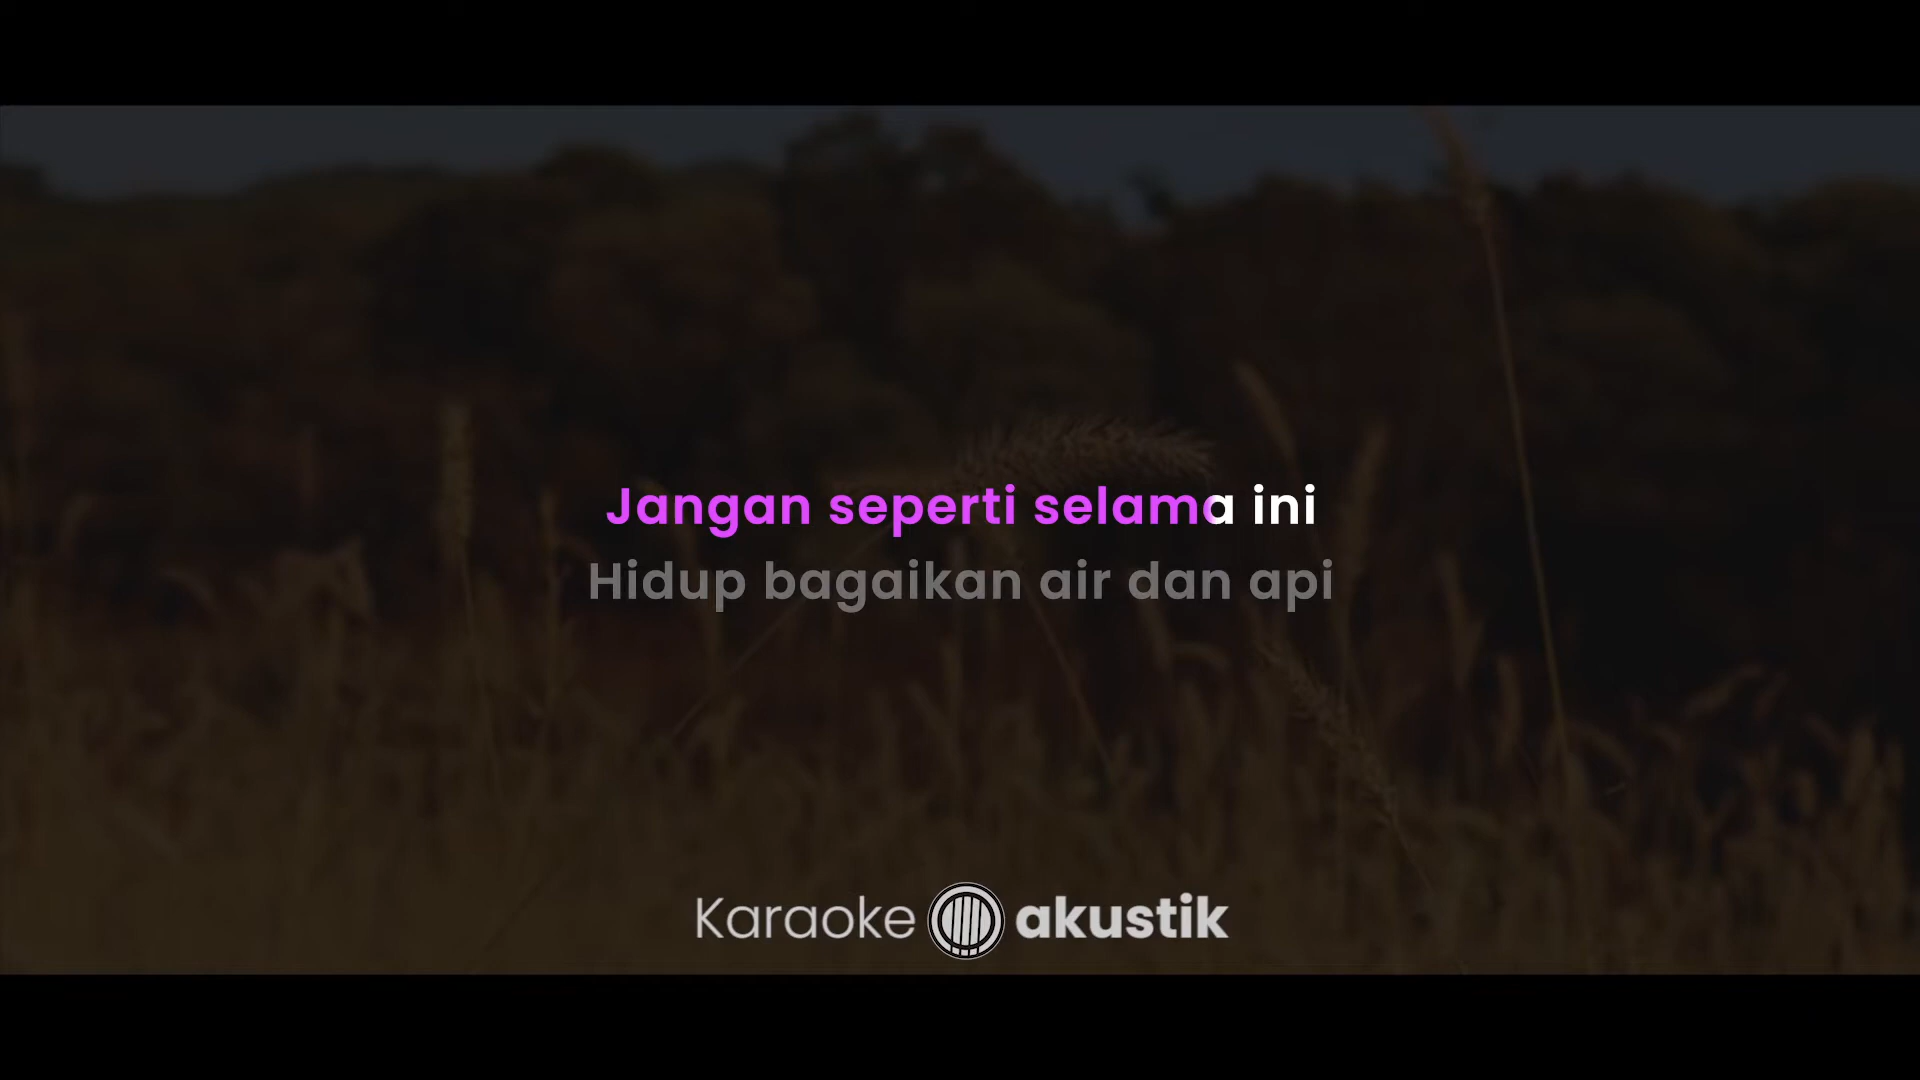 Jangan seperti selama ini
Hidup bagaikan air dan api
Karaoke akustik